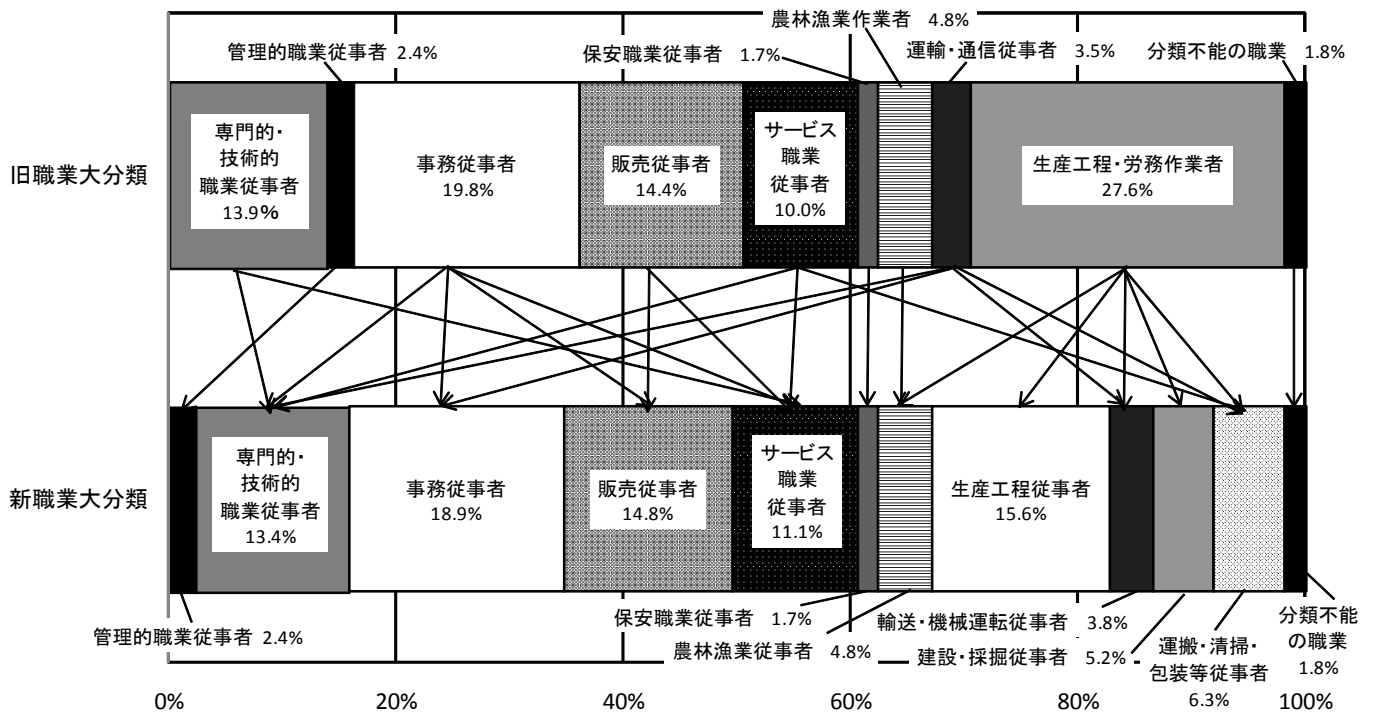 農林漁業作業者 4.8%
管理的職業従事者 2.4%
保安職業従事者 1.7%
運輸・通信従事者 3.5%
分類不能の職業 1.8%
旧職業大分類
専門的・
技術的
職業従事者
13.9%
事務従事者
19.8%
販売従事者
14.4%
サービス
職業
従事者
10.0%
生産工程・労務作業者
27.6%
新職業大分類
専門的・
技術的
職業従事者
13.4%
事務従事者
18.9%
販売従事者
14.8%
サービス
職業
従事者
11.1%
生産工程従事者
15.6%
管理的職業従事者 2.4%
保安職業従事者 1.7%
農林漁業従事者 4.8%
輸送・機械運転従事者 3.8%
建設・採掘従事者 5.2%
運搬・清掃・
包装等従事者
6.3%
分類不能
の職業
1.8%
0% 20% 40% 60% 80% 100%